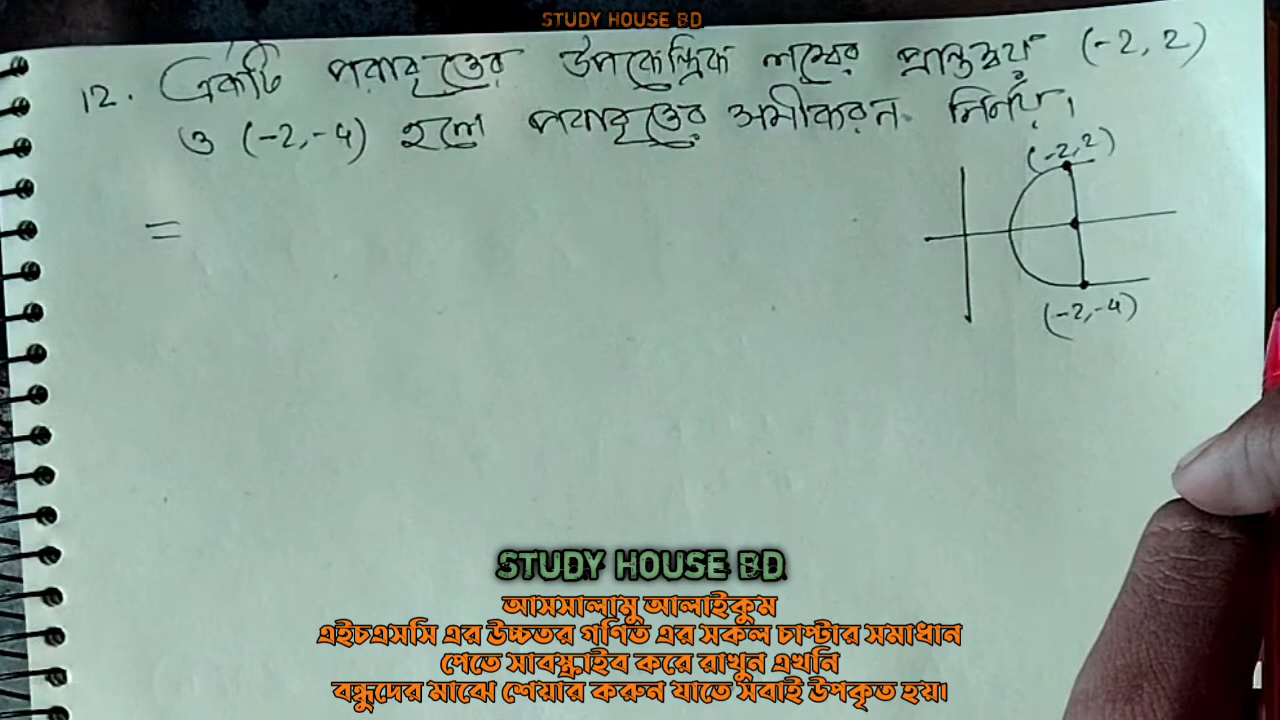 STUDY HOUSE BD
12. একটি পরাবৃত্তের উপকেন্দ্রিক লম্বের প্রান্তদ্বয় (-2, 2)
ও (-2, -4) হলে পরাবৃত্তের সমীকরন নির্ণয়।
(-2, 2)
=
(-2, -4)
STUDY HOUSE BD
আসসালামু আলাইকুম
এইচএসসি এর উচ্চতর গণিত এর সকল চাপ্টার সমাধান
পেতে সাবস্ক্রাইব করে রাখুন এখনি
বন্ধুদের মাঝে শেয়ার করুন যাতে সবাই উপকৃত হয়।